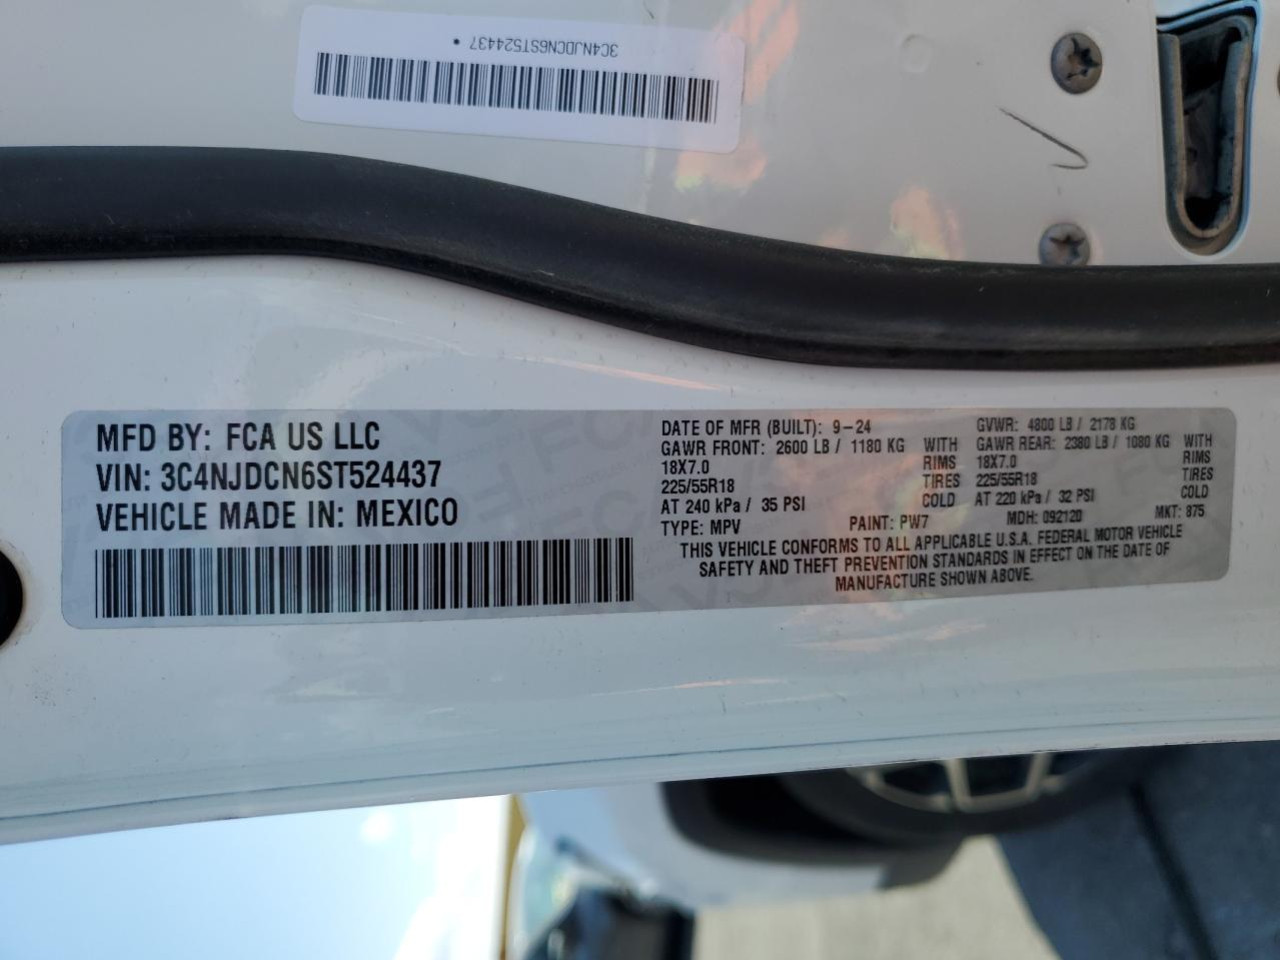 3C4NJDCN6ST524437 *
MFD BY: FCA US LLC
VIN: 3C4NJDCN6ST524437
VEHICLE MADE IN: MEXICO
DATE OF MFR (BUILT): 9-24 GVWR: 4800 LB / 2178 KG
GAWR FRONT: 2600 LB / 1180 KG WITH GAWR REAR: 2380 LB / 1080 KG WITH
18X7.0 RIMS 18X7.0 RIMS
225/55R18 TIRES 225/55R18 TIRES
AT 240 kPa / 35 PSI COLD AT 220 kPa / 32 PSI COLD
TYPE: MPV PAINT: PW7 MDH: 092120 MKT: 875
THIS VEHICLE CONFORMS TO ALL APPLICABLE U.S.A. FEDERAL MOTOR VEHICLE
SAFETY AND THEFT PREVENTION STANDARDS IN EFFECT ON THE DATE OF
MANUFACTURE SHOWN ABOVE.